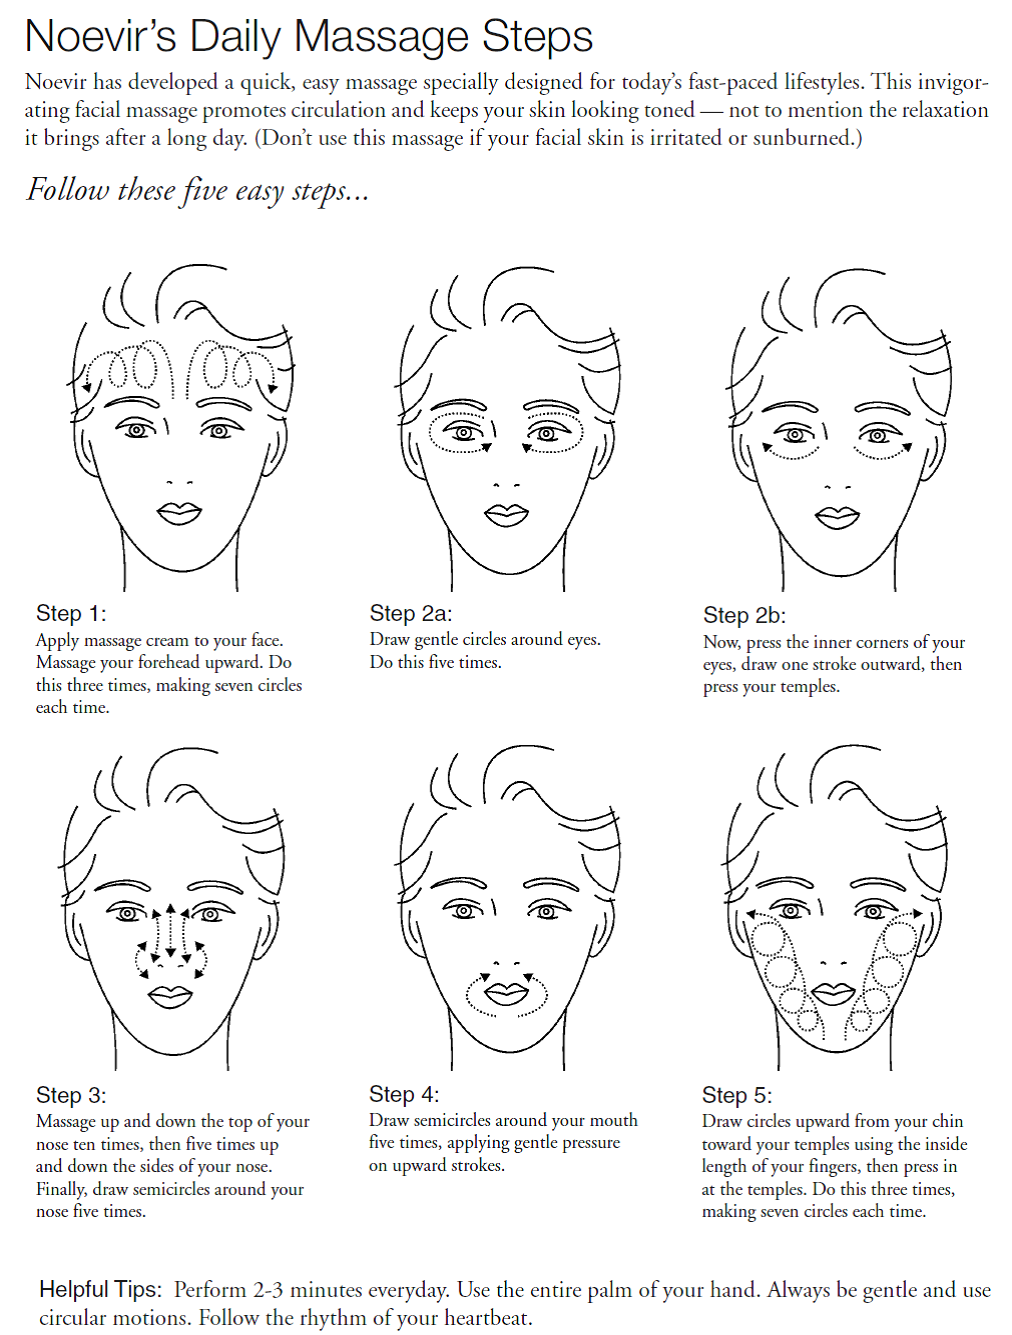 Noevir's Daily Massage Steps
Noevir has developed a quick, easy massage specially designed for today's fast-paced lifestyles. This invigor-
ating facial massage promotes circulation and keeps your skin looking toned — not to mention the relaxation
it brings after a long day. (Don't use this massage if your facial skin is irritated or sunburned.)
Follow these five easy steps...
Step 1:
Apply massage cream to your face.
Massage your forehead upward. Do
this three times, making seven circles
each time.
Step 2a:
Draw gentle circles around eyes.
Do this five times.
Step 2b:
Now, press the inner corners of your
eyes, draw one stroke outward, then
press your temples.
Step 3:
Massage up and down the top of your
nose ten times, then five times up
and down the sides of your nose.
Finally, draw semicircles around your
nose five times.
Step 4:
Draw semicircles around your mouth
five times, applying gentle pressure
on upward strokes.
Step 5:
Draw circles upward from your chin
toward your temples using the inside
length of your fingers, then press in
at the temples. Do this three times,
making seven circles each time.
Helpful Tips: Perform 2-3 minutes everyday. Use the entire palm of your hand. Always be gentle and use
circular motions. Follow the rhythm of your heartbeat.